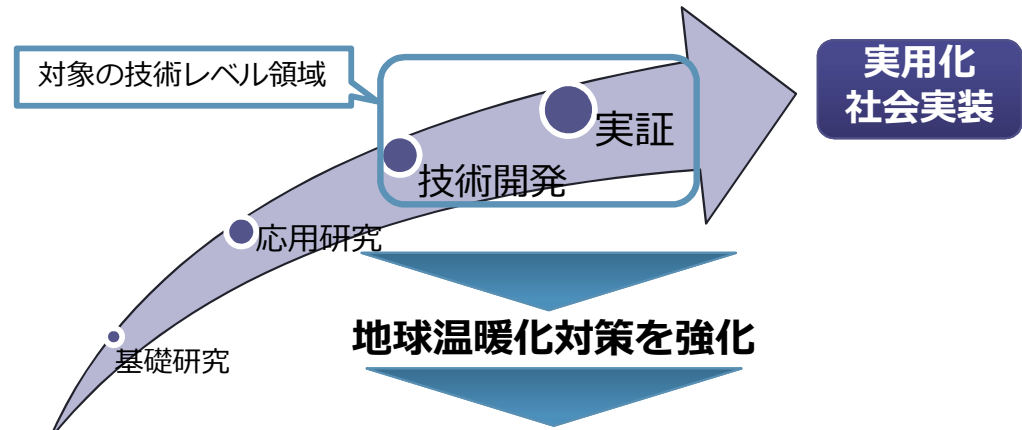 対象の技術レベル領域
実用化
社会実装
実証
技術開発
応用研究
基礎研究
地球温暖化対策を強化